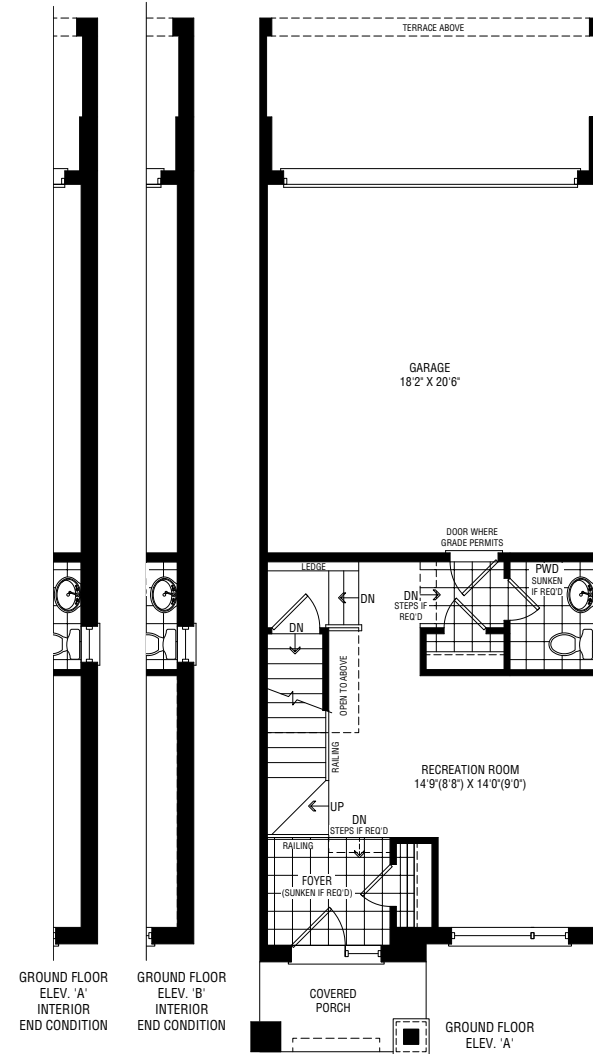 TERRACE ABOVE
GARAGE
18'2" X 20'6"
DOOR WHERE
GRADE PERMITS
LEDGE
DN
DN
STEPS IF
REQ'D
PWD
SUNKEN
IF REQ'D
DN
OPEN TO ABOVE
RAILING
RECREATION ROOM
14'9"(8'8") X 14'0"(9'0")
UP
DN
STEPS IF REQ'D
RAILING
FOYER
(SUNKEN IF REQ'D)
COVERED
PORCH
GROUND FLOOR
ELEV. 'A'
INTERIOR
END CONDITION
GROUND FLOOR
ELEV. 'B'
INTERIOR
END CONDITION
GROUND FLOOR
ELEV. 'A'